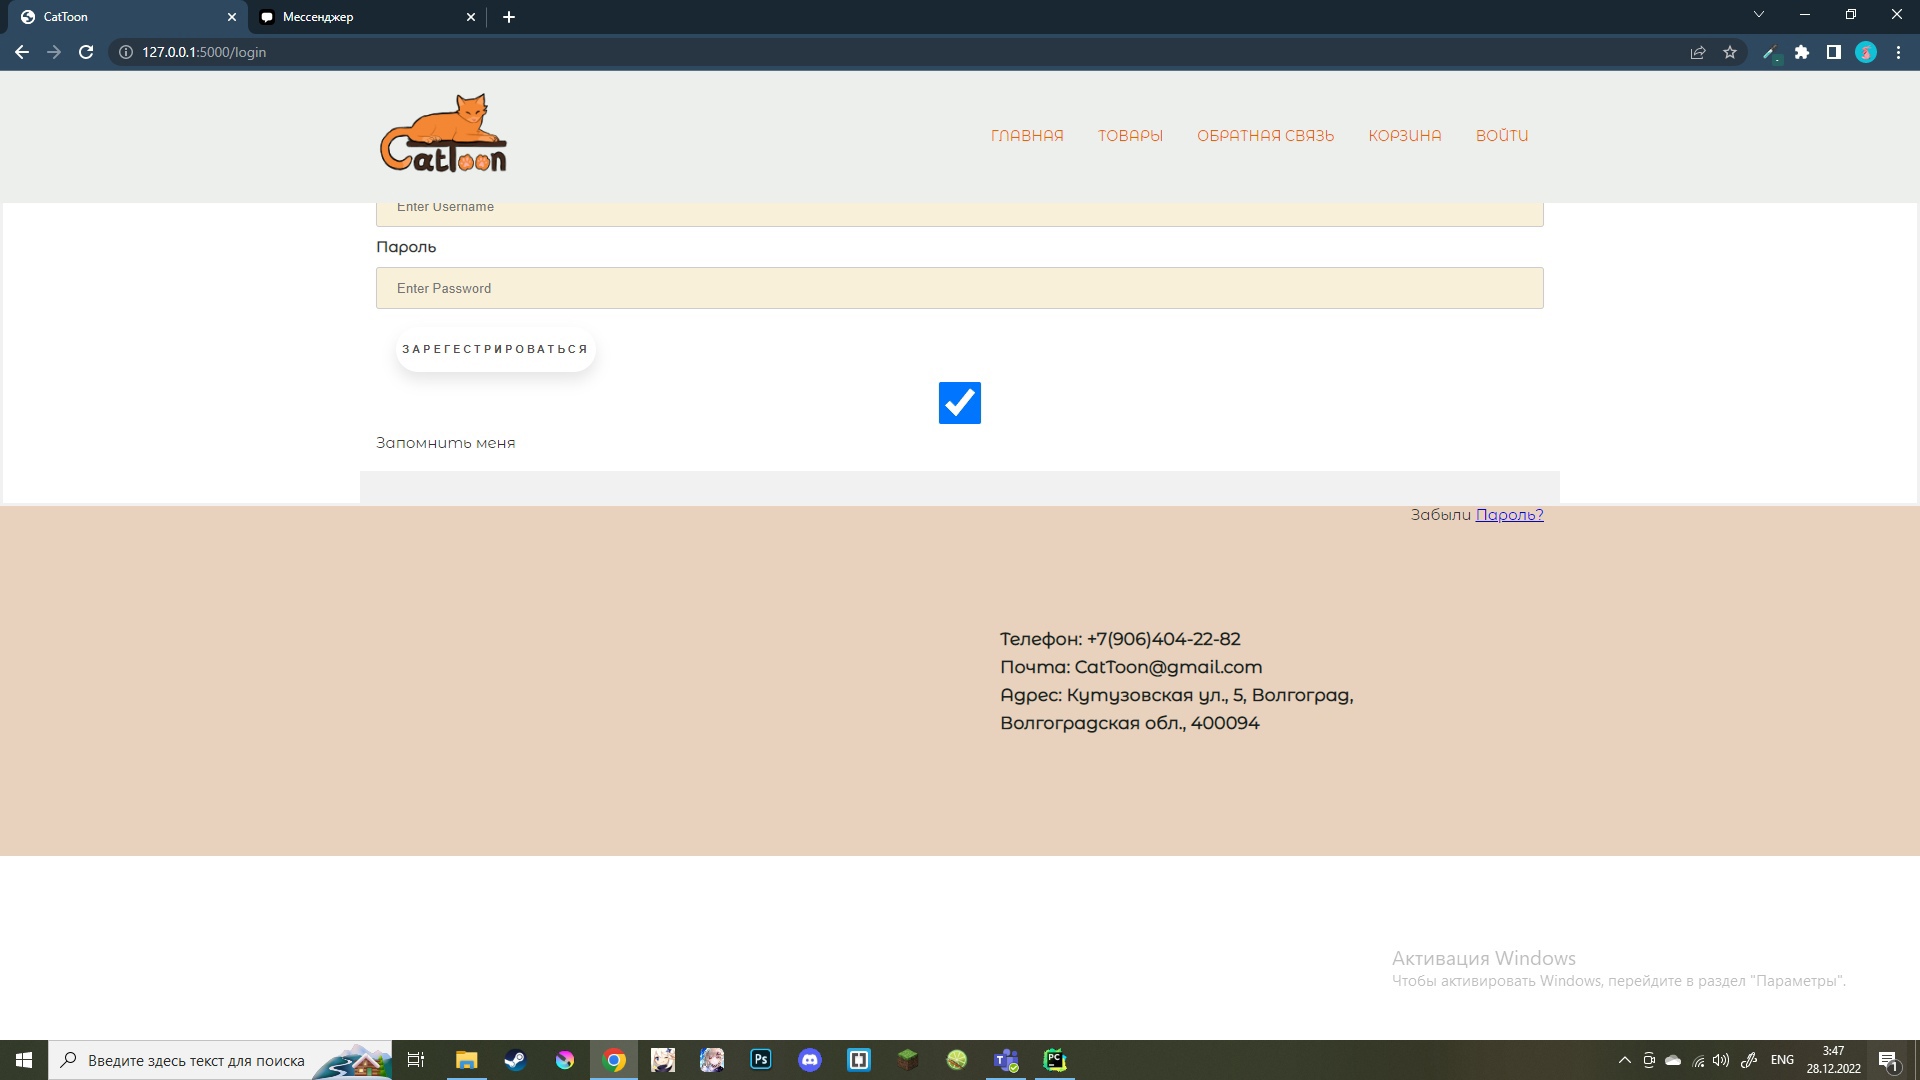 CatToon
Мессенджер
127.0.0.1:5000/login
CatToon
ГЛАВНАЯ
ТОВАРЫ
ОБРАТНАЯ СВЯЗЬ
КОРЗИНА
ВОЙТИ
Enter Username
Пароль
Enter Password
ЗАРЕГЕСТРИРОВАТЬСЯ
Запомнить меня
Забыли Пароль?
Телефон: +7(906)404-22-82
Почта: CatToon@gmail.com
Адрес: Кутузовская ул., 5, Волгоград,
Волгоградская обл., 400094
Активация Windows
Чтобы активировать Windows, перейдите в раздел "Параметры".
Введите здесь текст для поиска
Ps
PC
ENG
3:47
28.12.2022
1